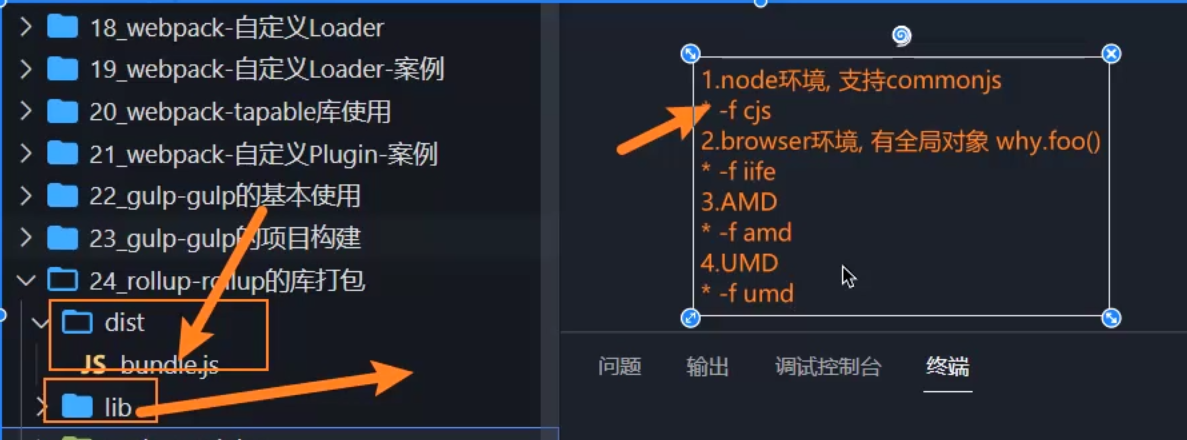 18_webpack-自定义Loader
19_webpack-自定义Loader-案例
20_webpack-tapable库使用
21_webpack-自定义Plugin-案例
22_gulp-gulp的基本使用
23_gulp-gulp的项目构建
24_rollup-rollup的库打包
dist
JS bundle.js
lib
1.node环境, 支持commonjs
* -f cjs
2.browser环境, 有全局对象 why.foo()
* -f iife
3.AMD
* -f amd
4.UMD
* -f umd
问题 输出 调试控制台 终端